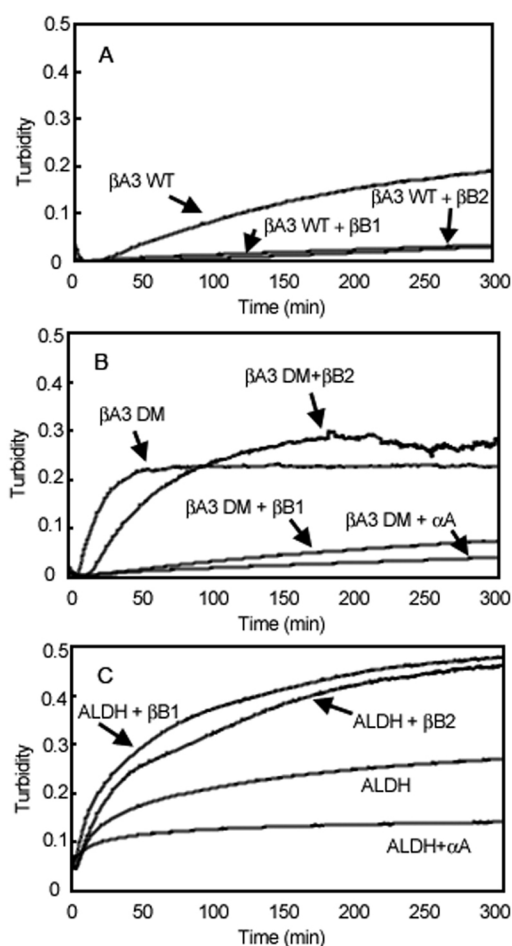 A
0.5
0.4
0.3
0.2
0.1
0
Turbidity
βA3 WT
βA3 WT + βB2
βA3 WT + βB1
0 50 100 150 200 250 300
Time (min)
B
0.5
0.4
0.3
0.2
0.1
0
Turbidity
βA3 DM+βB2
βA3 DM
βA3 DM + βB1
βA3 DM + αA
0 50 100 150 200 250 300
Time (min)
C
0.5
0.4
0.3
0.2
0.1
0
Turbidity
ALDH + βB1
ALDH + βB2
ALDH
ALDH+αA
0 50 100 150 200 250 300
Time (min)